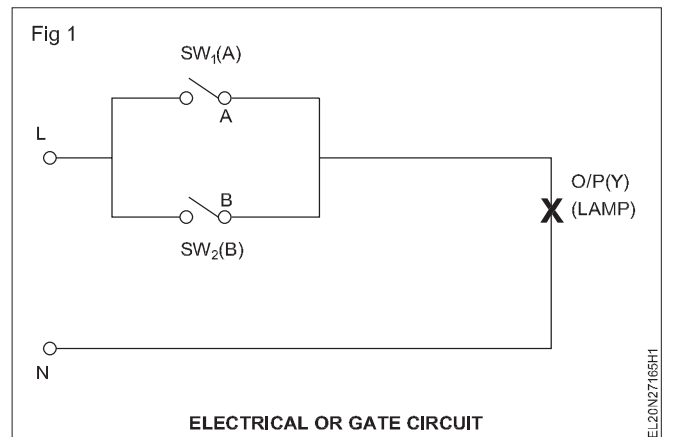 Fig 1
SW₁(A)
A
L
B
SW₂(B)
O/P(Y)
(LAMP)
N
ELECTRICAL OR GATE CIRCUIT
EL20N27165H1